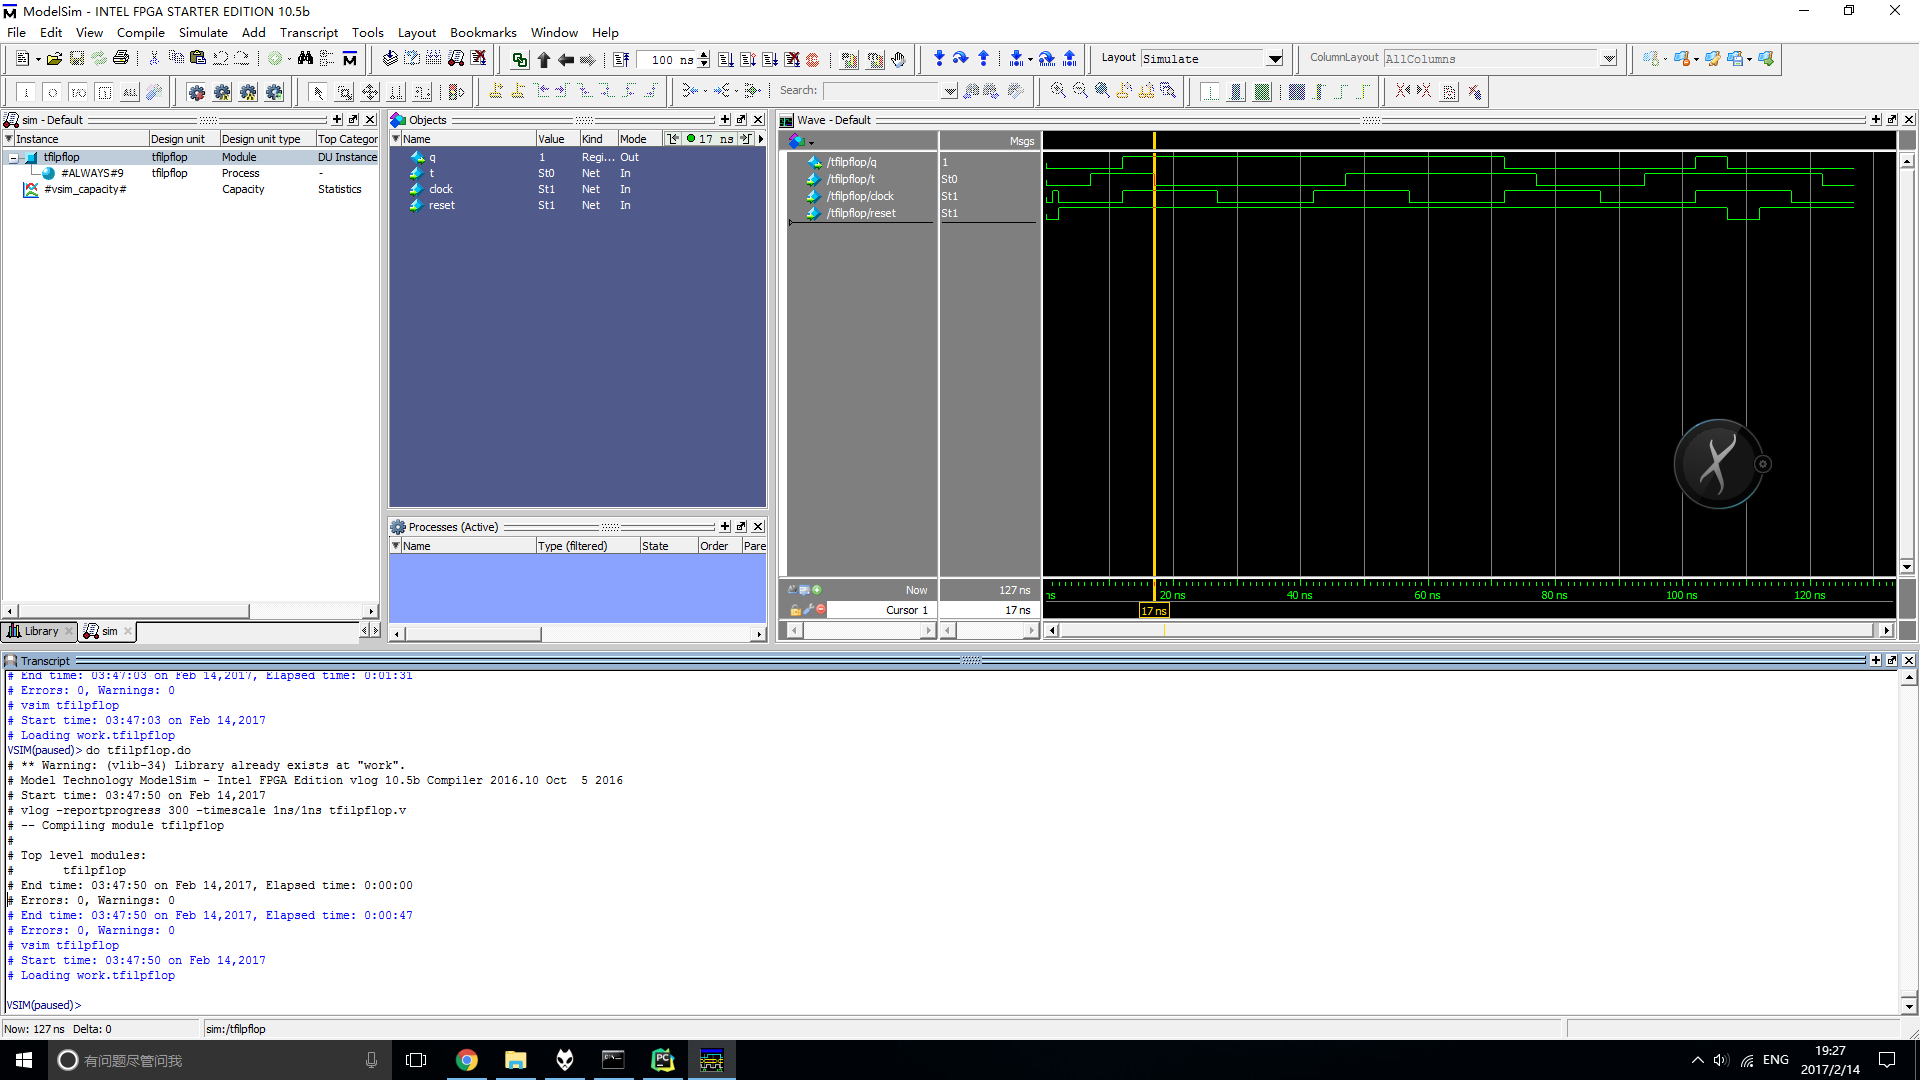 ModelSim - INTEL FPGA STARTER EDITION 10.5b
File Edit View Compile Simulate Add Transcript Tools Layout Bookmarks Window Help
100 ns
Layout Simulate
ColumnLayout AllColumns
Search:
sim - Default
Instance Design unit Design unit type Top Categor
tfilpflop tfilpflop Module DU Instance
#ALWAYS#9 tfilpflop Process -
#vsim_capacity# Capacity Statistics
Library sim
Objects
Name Value Kind Mode 17 ns
q 1 Regi... Out
t St0 Net In
clock St1 Net In
reset St1 Net In
Processes (Active)
Name Type (filtered) State Order Pare
Wave - Default
Msgs
/tfilpflop/q 1
/tfilpflop/t St0
/tfilpflop/clock St1
/tfilpflop/reset St1
Now 127 ns
Cursor 1 17 ns
ns 20 ns 40 ns 60 ns 80 ns 100 ns 120 ns
17 ns
Transcript
# End time: 03:47:03 on Feb 14,2017, Elapsed time: 0:01:31
# Errors: 0, Warnings: 0
# vsim tfilpflop
# Start time: 03:47:03 on Feb 14,2017
# Loading work.tfilpflop
VSIM(paused)> do tfilpflop.do
# ** Warning: (vlib-34) Library already exists at "work".
# Model Technology ModelSim - Intel FPGA Edition vlog 10.5b Compiler 2016.10 Oct  5 2016
# Start time: 03:47:50 on Feb 14,2017
# vlog -reportprogress 300 -timescale 1ns/1ns tfilpflop.v
# -- Compiling module tfilpflop
#
# Top level modules:
# tfilpflop
# End time: 03:47:50 on Feb 14,2017, Elapsed time: 0:00:00
# Errors: 0, Warnings: 0
# End time: 03:47:50 on Feb 14,2017, Elapsed time: 0:00:47
# Errors: 0, Warnings: 0
# vsim tfilpflop
# Start time: 03:47:50 on Feb 14,2017
# Loading work.tfilpflop
VSIM(paused)>
Now: 127 ns Delta: 0 sim:/tfilpflop
有问题尽管问我
ENG
19:27
2017/2/14